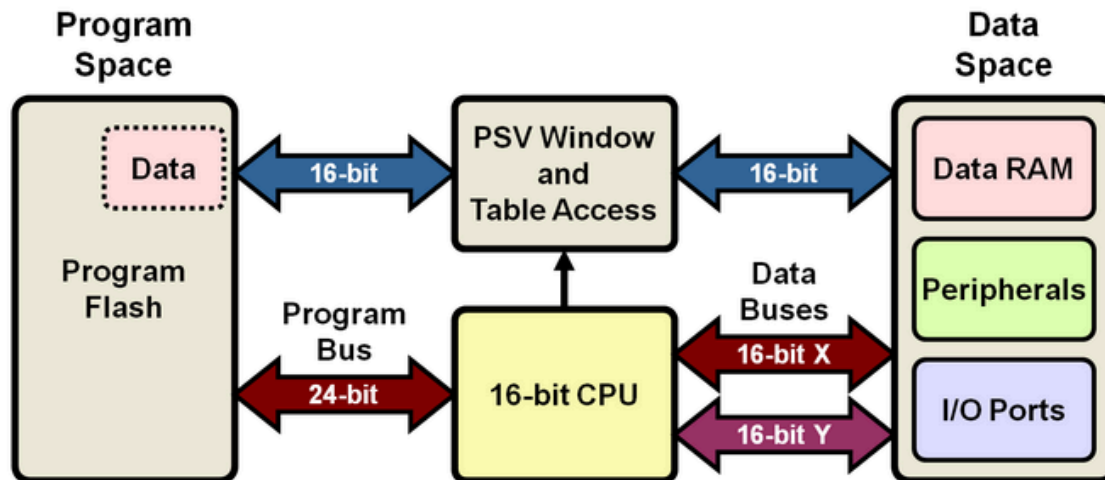 Program
Space
Data
Space
Data
16-bit
PSV Window
and
Table Access
16-bit
Data RAM
Program
Flash
Peripherals
Program
Bus
24-bit
16-bit CPU
Data
Buses
16-bit X
16-bit Y
I/O Ports